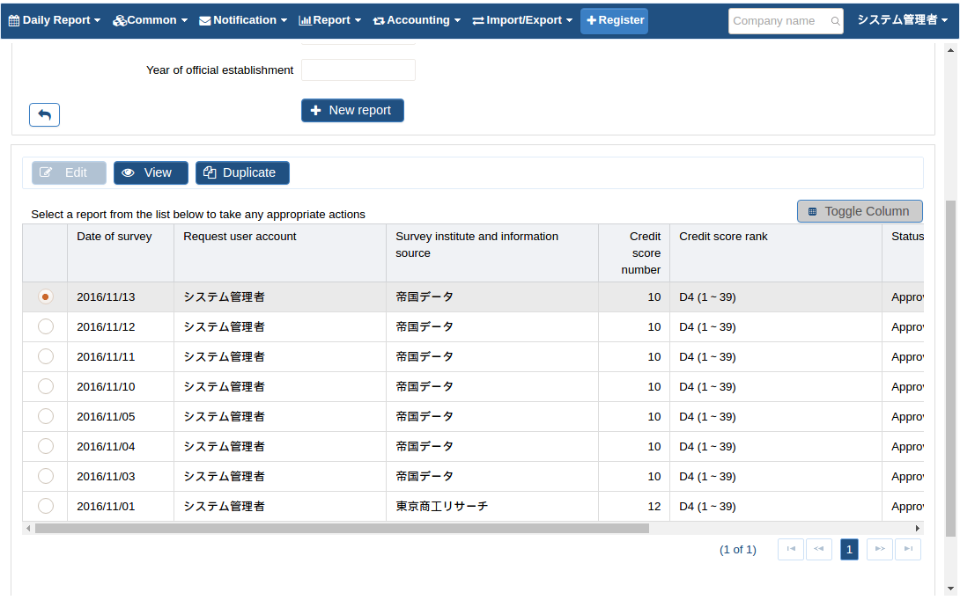 Daily Report Common Notification Report Accounting Import/Export Register Company name システム管理者
Year of official establishment
New report
Edit View Duplicate
Select a report from the list below to take any appropriate actions
Toggle Column
Date of survey Request user account Survey institute and information source Credit score number Credit score rank Status
2016/11/13 システム管理者 帝国データ 10 D4 (1 ~ 39) Approv
2016/11/12 システム管理者 帝国データ 10 D4 (1 ~ 39) Approv
2016/11/11 システム管理者 帝国データ 10 D4 (1 ~ 39) Approv
2016/11/10 システム管理者 帝国データ 10 D4 (1 ~ 39) Approv
2016/11/05 システム管理者 帝国データ 10 D4 (1 ~ 39) Approv
2016/11/04 システム管理者 帝国データ 10 D4 (1 ~ 39) Approv
2016/11/03 システム管理者 帝国データ 10 D4 (1 ~ 39) Approv
2016/11/01 システム管理者 東京商工リサーチ 12 D4 (1 ~ 39) Approv
(1 of 1) 1